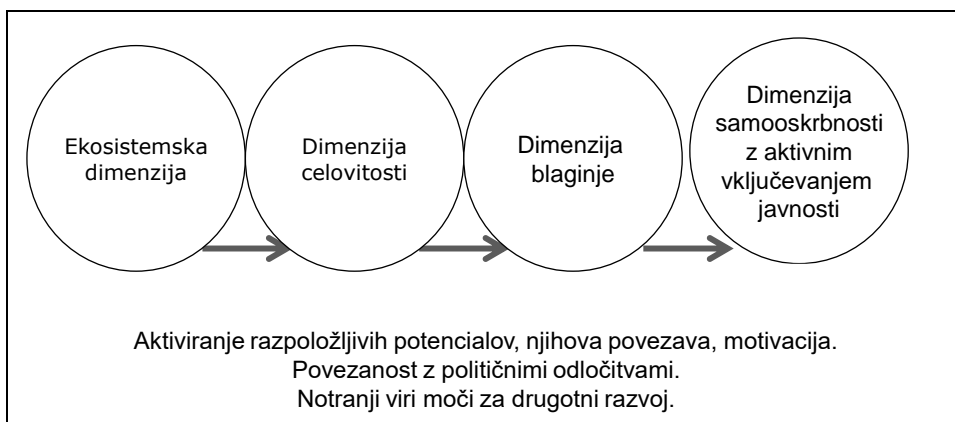 Ekosistemska
dimenzija
Dimenzija
celovitosti
Dimenzija
blaginje
Dimenzija
samooskrbnosti
z aktivnim
vključevanjem
javnosti
Aktiviranje razpoložljivih potencialov, njihova povezava, motivacija.
Povezanost z političnimi odločitvami.
Notranji viri moči za drugotni razvoj.